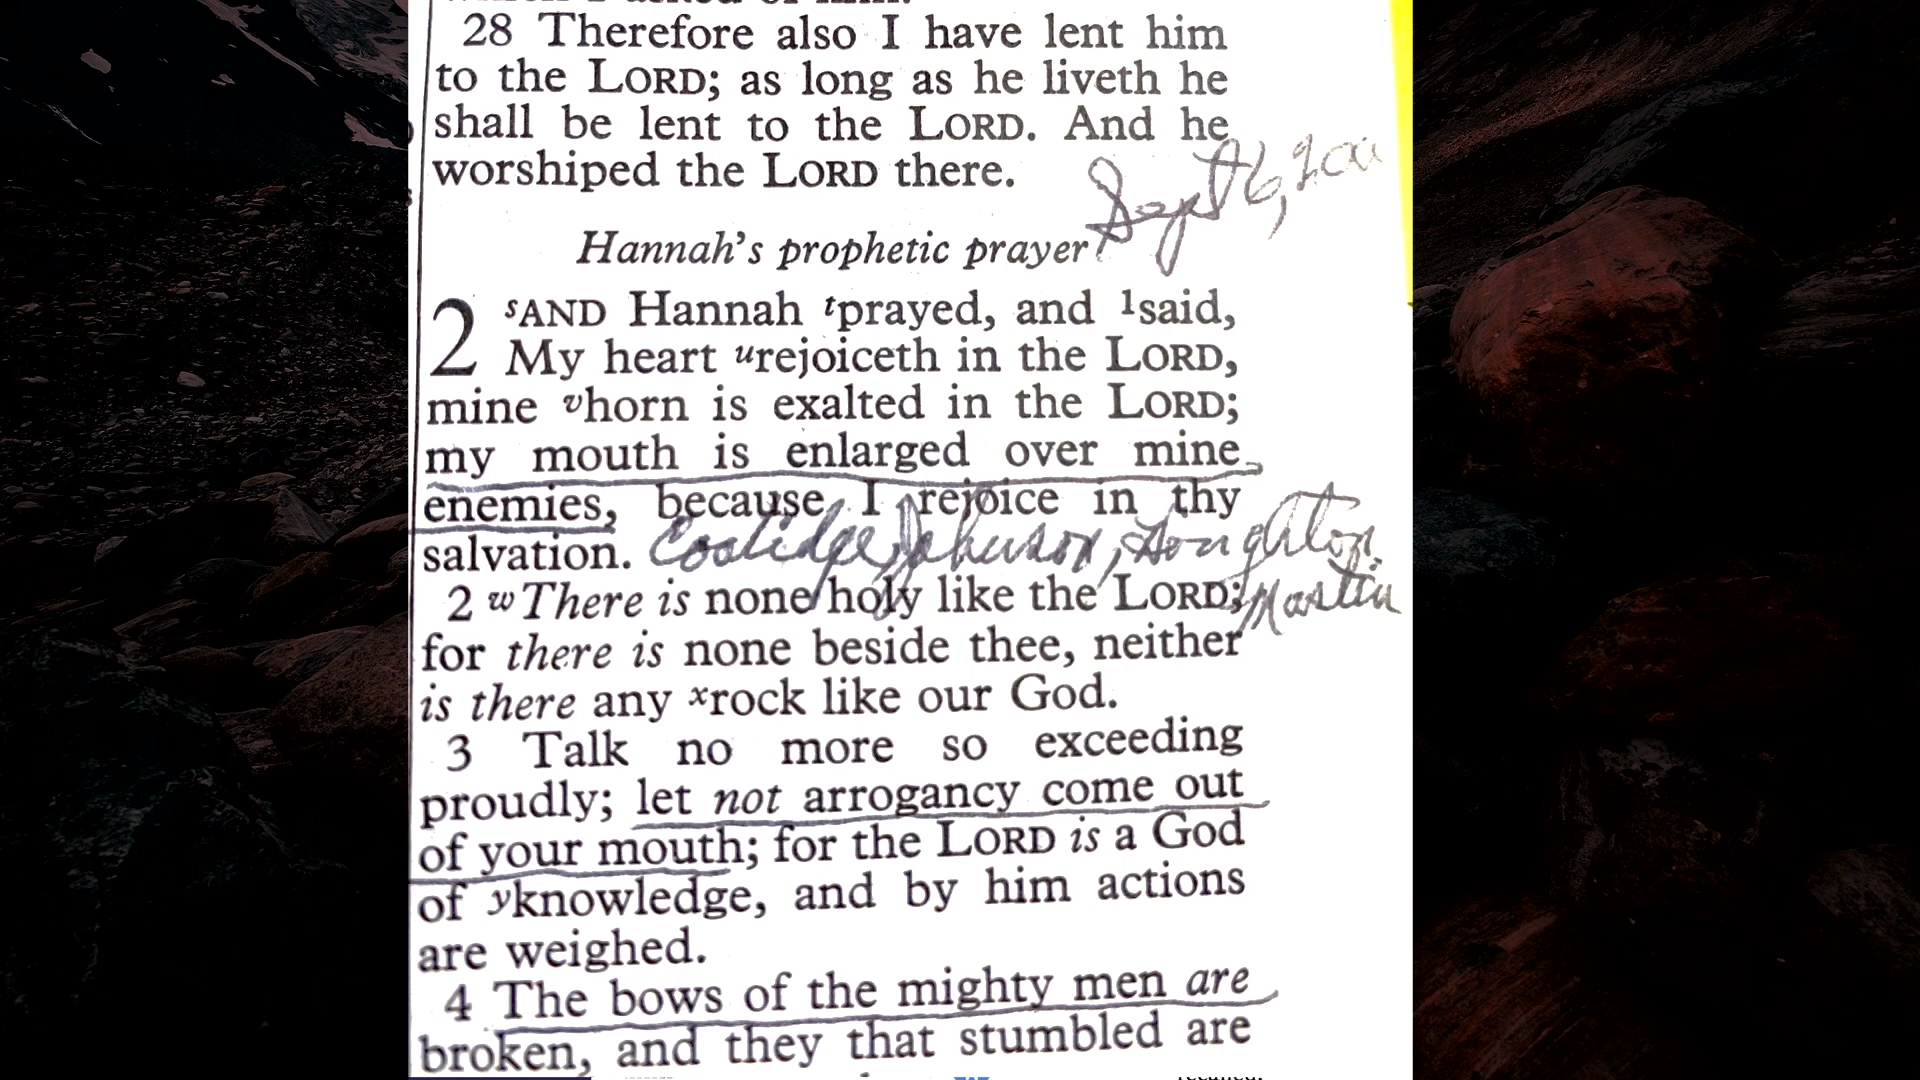 28 Therefore also I have lent him
to the LORD; as long as he liveth he
shall be lent to the LORD. And he
worshiped the LORD there.
Sept 6,
Hannah's prophetic prayer
2 sAND Hannah tprayed, and 1said,
My heart urejoiceth in the LORD,
mine vhorn is exalted in the LORD;
my mouth is enlarged over mine
enemies, because I rejoice in thy
salvation. Coolidge, Johnson, Houghton,
Martin
2 wThere is none holy like the LORD;
for there is none beside thee, neither
is there any xrock like our God.
3 Talk no more so exceeding
proudly; let not arrogancy come out
of your mouth; for the LORD is a God
of yknowledge, and by him actions
are weighed.
4 The bows of the mighty men are
broken, and they that stumbled are